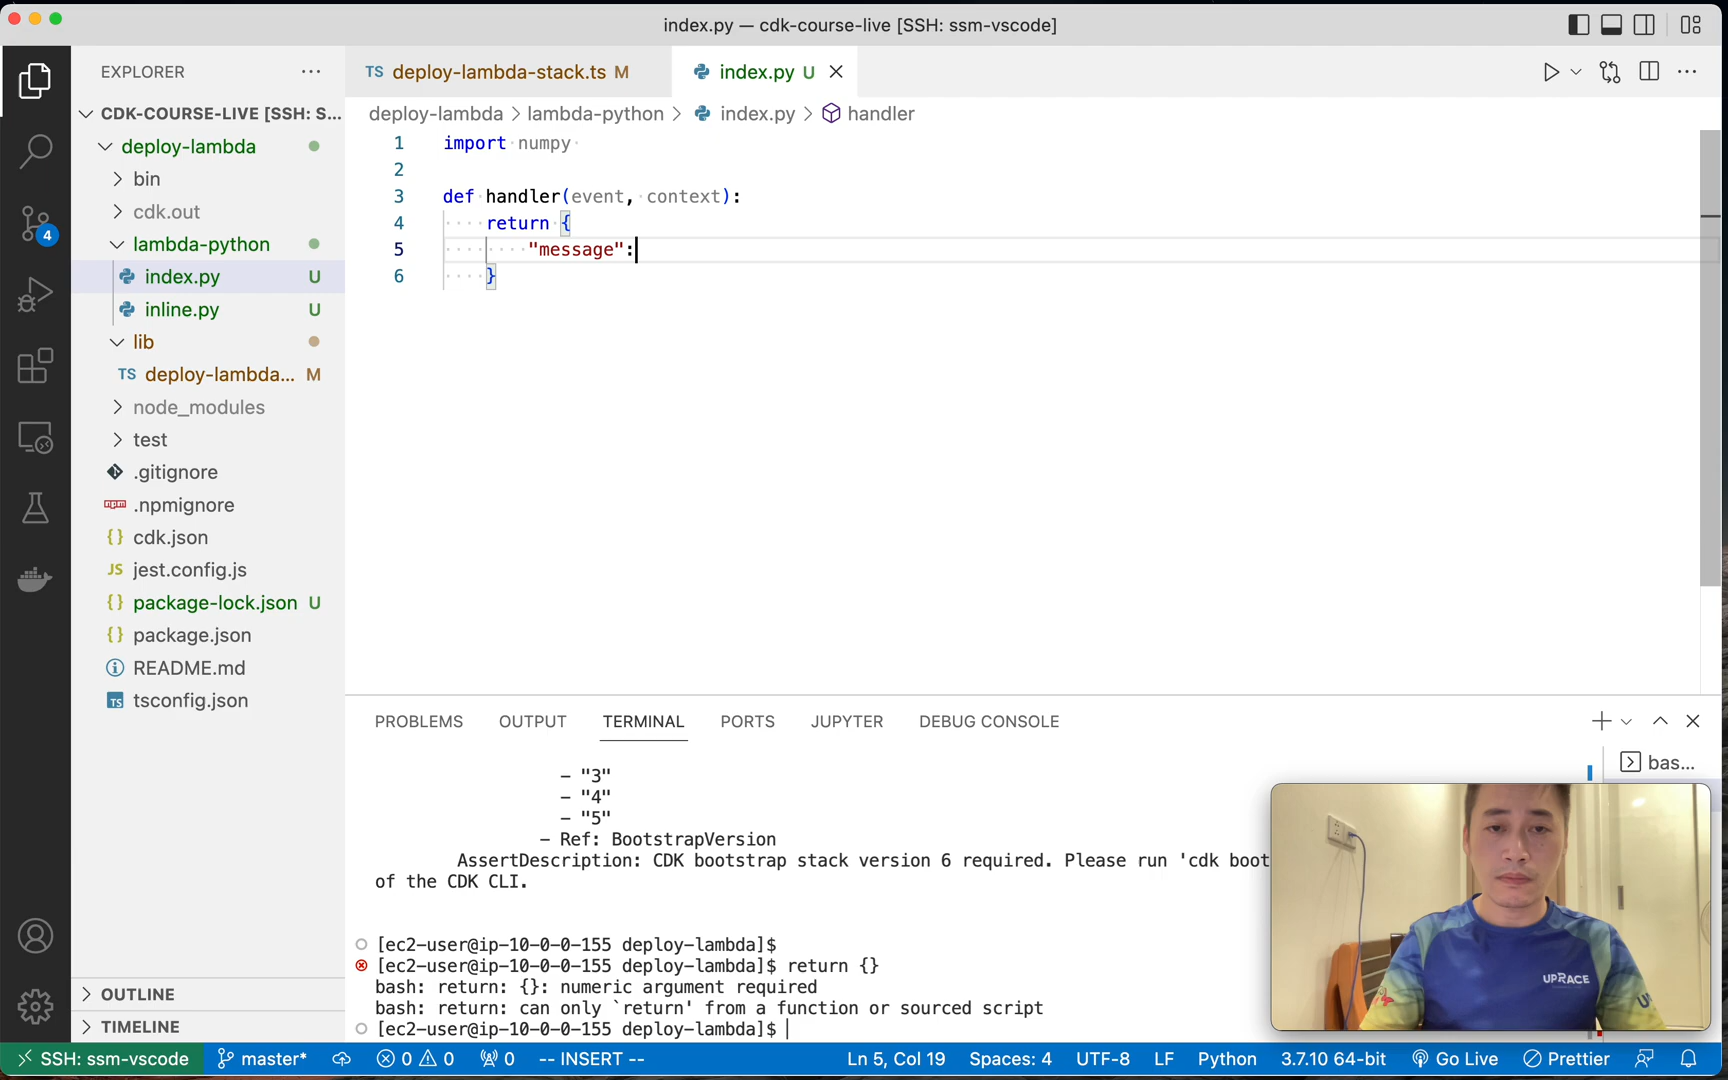 index.py — cdk-course-live [SSH: ssm-vscode]
EXPLORER
TS deploy-lambda-stack.ts M
index.py U
CDK-COURSE-LIVE [SSH: S...
deploy-lambda > lambda-python > index.py > handler
deploy-lambda
bin
cdk.out
lambda-python
index.py U
inline.py U
lib
TS deploy-lambda... M
node_modules
test
.gitignore
.npmignore
{} cdk.json
JS jest.config.js
{} package-lock.json U
{} package.json
README.md
TS tsconfig.json
OUTLINE
TIMELINE
4
1 import numpy
2
3 def handler(event, context):
4 return {
5 "message":
6 }
PROBLEMS OUTPUT TERMINAL PORTS JUPYTER DEBUG CONSOLE
bas...
- "3"
- "4"
- "5"
- Ref: BootstrapVersion
AssertDescription: CDK bootstrap stack version 6 required. Please run 'cdk boot
of the CDK CLI.
[ec2-user@ip-10-0-0-155 deploy-lambda]$
[ec2-user@ip-10-0-0-155 deploy-lambda]$ return {}
bash: return: {}: numeric argument required
bash: return: can only `return' from a function or sourced script
[ec2-user@ip-10-0-0-155 deploy-lambda]$
UPRACE
SSH: ssm-vscode master* 0 0 0 -- INSERT -- Ln 5, Col 19 Spaces: 4 UTF-8 LF Python 3.7.10 64-bit Go Live Prettier